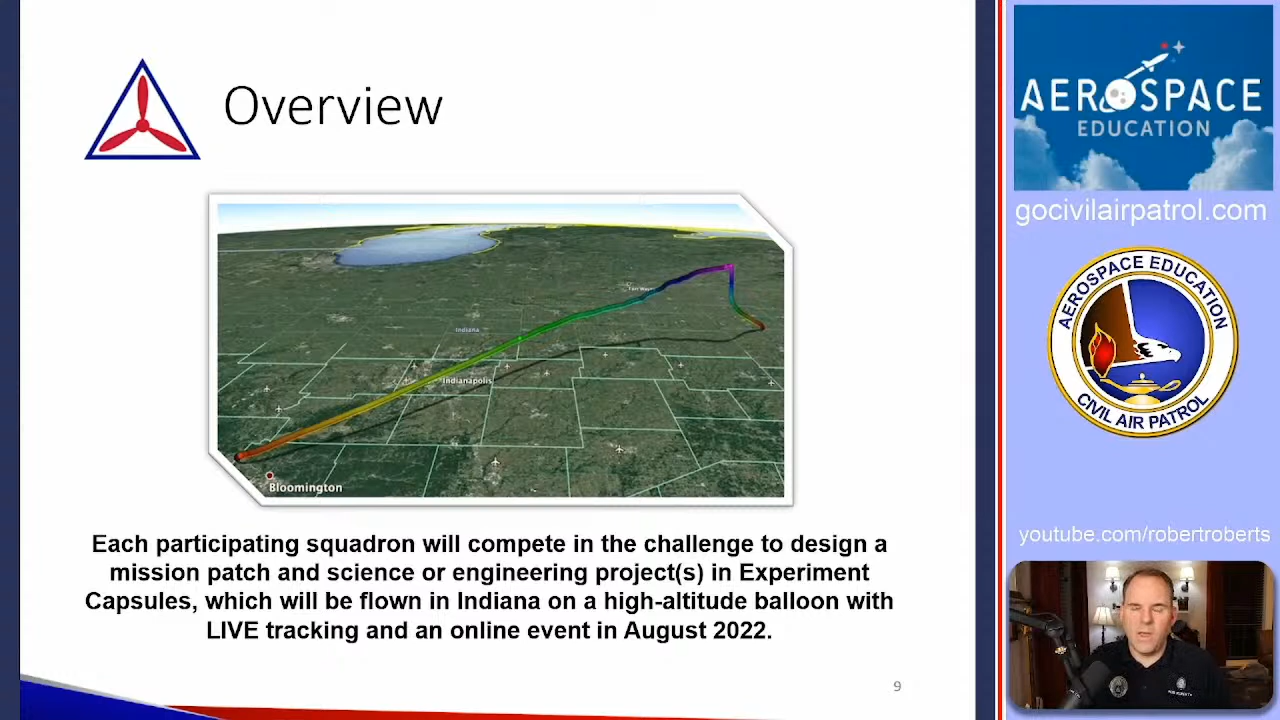 Overview
Fort Wayne
Indiana
Indianapolis
Bloomington
Each participating squadron will compete in the challenge to design a
mission patch and science or engineering project(s) in Experiment
Capsules, which will be flown in Indiana on a high-altitude balloon with
LIVE tracking and an online event in August 2022.
9
AEROSPACE
EDUCATION
gocivilairpatrol.com
AEROSPACE EDUCATION
CIVIL AIR PATROL
youtube.com/robertroberts